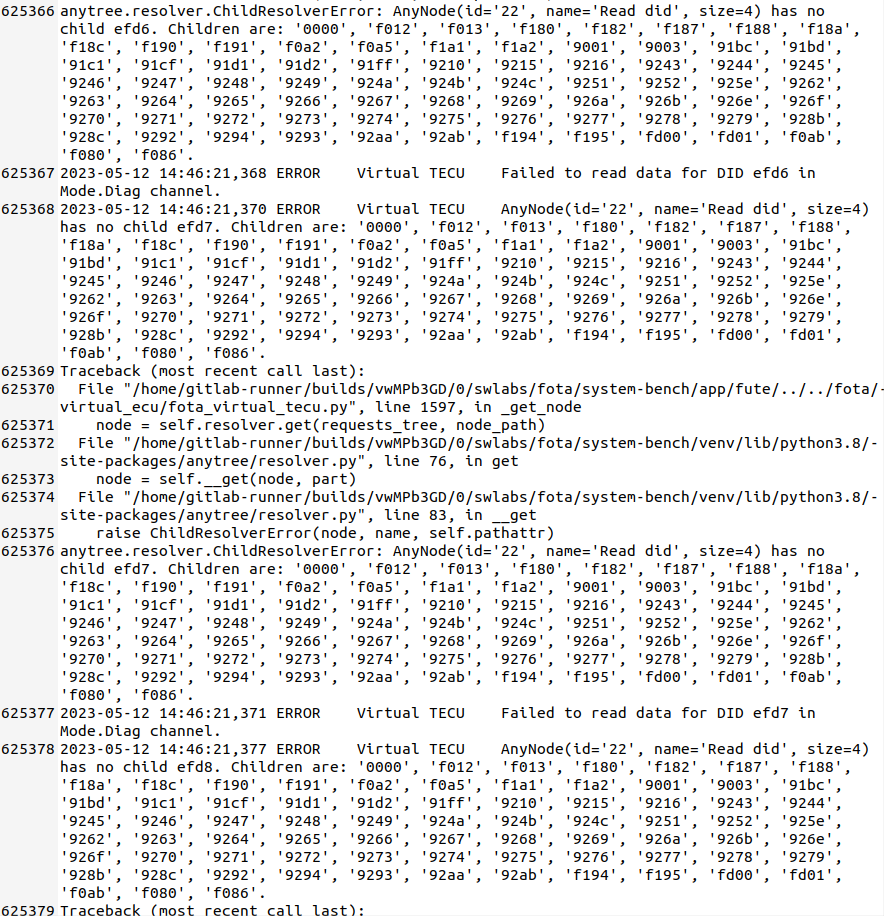 625366 anytree.resolver.ChildResolverError: AnyNode(id='22', name='Read did', size=4) has no
child efd6. Children are: '0000', 'f012', 'f013', 'f180', 'f182', 'f187', 'f188', 'f18a',
'f18c', 'f190', 'f191', 'f0a2', 'f0a5', 'f1a1', 'f1a2', '9001', '9003', '91bc', '91bd',
'91c1', '91cf', '91d1', '91d2', '91ff', '9210', '9215', '9216', '9243', '9244', '9245',
'9246', '9247', '9248', '9249', '924a', '924b', '924c', '9251', '9252', '925e', '9262',
'9263', '9264', '9265', '9266', '9267', '9268', '9269', '926a', '926b', '926e', '926f',
'9270', '9271', '9272', '9273', '9274', '9275', '9276', '9277', '9278', '9279', '928b',
'928c', '9292', '9294', '9293', '92aa', '92ab', 'f194', 'f195', 'fd00', 'fd01', 'f0ab',
'f080', 'f086'.
625367 2023-05-12 14:46:21,368 ERROR    Virtual TECU    Failed to read data for DID efd6 in
Mode.Diag channel.
625368 2023-05-12 14:46:21,370 ERROR    Virtual TECU    AnyNode(id='22', name='Read did', size=4)
has no child efd7. Children are: '0000', 'f012', 'f013', 'f180', 'f182', 'f187', 'f188',
'f18a', 'f18c', 'f190', 'f191', 'f0a2', 'f0a5', 'f1a1', 'f1a2', '9001', '9003', '91bc',
'91bd', '91c1', '91cf', '91d1', '91d2', '91ff', '9210', '9215', '9216', '9243', '9244',
'9245', '9246', '9247', '9248', '9249', '924a', '924b', '924c', '9251', '9252', '925e',
'9262', '9263', '9264', '9265', '9266', '9267', '9268', '9269', '926a', '926b', '926e',
'926f', '9270', '9271', '9272', '9273', '9274', '9275', '9276', '9277', '9278', '9279',
'928b', '928c', '9292', '9294', '9293', '92aa', '92ab', 'f194', 'f195', 'fd00', 'fd01',
'f0ab', 'f080', 'f086'.
625369 Traceback (most recent call last):
625370   File "/home/gitlab-runner/builds/vwMPb3GD/0/swlabs/fota/system-bench/app/fute/../../fota/-
virtual_ecu/fota_virtual_tecu.py", line 1597, in _get_node
625371     node = self.resolver.get(requests_tree, node_path)
625372   File "/home/gitlab-runner/builds/vwMPb3GD/0/swlabs/fota/system-bench/venv/lib/python3.8/-
site-packages/anytree/resolver.py", line 76, in get
625373     node = self.__get(node, part)
625374   File "/home/gitlab-runner/builds/vwMPb3GD/0/swlabs/fota/system-bench/venv/lib/python3.8/-
site-packages/anytree/resolver.py", line 83, in __get
625375     raise ChildResolverError(node, name, self.pathattr)
625376 anytree.resolver.ChildResolverError: AnyNode(id='22', name='Read did', size=4) has no
child efd7. Children are: '0000', 'f012', 'f013', 'f180', 'f182', 'f187', 'f188', 'f18a',
'f18c', 'f190', 'f191', 'f0a2', 'f0a5', 'f1a1', 'f1a2', '9001', '9003', '91bc', '91bd',
'91c1', '91cf', '91d1', '91d2', '91ff', '9210', '9215', '9216', '9243', '9244', '9245',
'9246', '9247', '9248', '9249', '924a', '924b', '924c', '9251', '9252', '925e', '9262',
'9263', '9264', '9265', '9266', '9267', '9268', '9269', '926a', '926b', '926e', '926f',
'9270', '9271', '9272', '9273', '9274', '9275', '9276', '9277', '9278', '9279', '928b',
'928c', '9292', '9294', '9293', '92aa', '92ab', 'f194', 'f195', 'fd00', 'fd01', 'f0ab',
'f080', 'f086'.
625377 2023-05-12 14:46:21,371 ERROR    Virtual TECU    Failed to read data for DID efd7 in
Mode.Diag channel.
625378 2023-05-12 14:46:21,377 ERROR    Virtual TECU    AnyNode(id='22', name='Read did', size=4)
has no child efd8. Children are: '0000', 'f012', 'f013', 'f180', 'f182', 'f187', 'f188',
'f18a', 'f18c', 'f190', 'f191', 'f0a2', 'f0a5', 'f1a1', 'f1a2', '9001', '9003', '91bc',
'91bd', '91c1', '91cf', '91d1', '91d2', '91ff', '9210', '9215', '9216', '9243', '9244',
'9245', '9246', '9247', '9248', '9249', '924a', '924b', '924c', '9251', '9252', '925e',
'9262', '9263', '9264', '9265', '9266', '9267', '9268', '9269', '926a', '926b', '926e',
'926f', '9270', '9271', '9272', '9273', '9274', '9275', '9276', '9277', '9278', '9279',
'928b', '928c', '9292', '9294', '9293', '92aa', '92ab', 'f194', 'f195', 'fd00', 'fd01',
'f0ab', 'f080', 'f086'.
625379 Traceback (most recent call last):